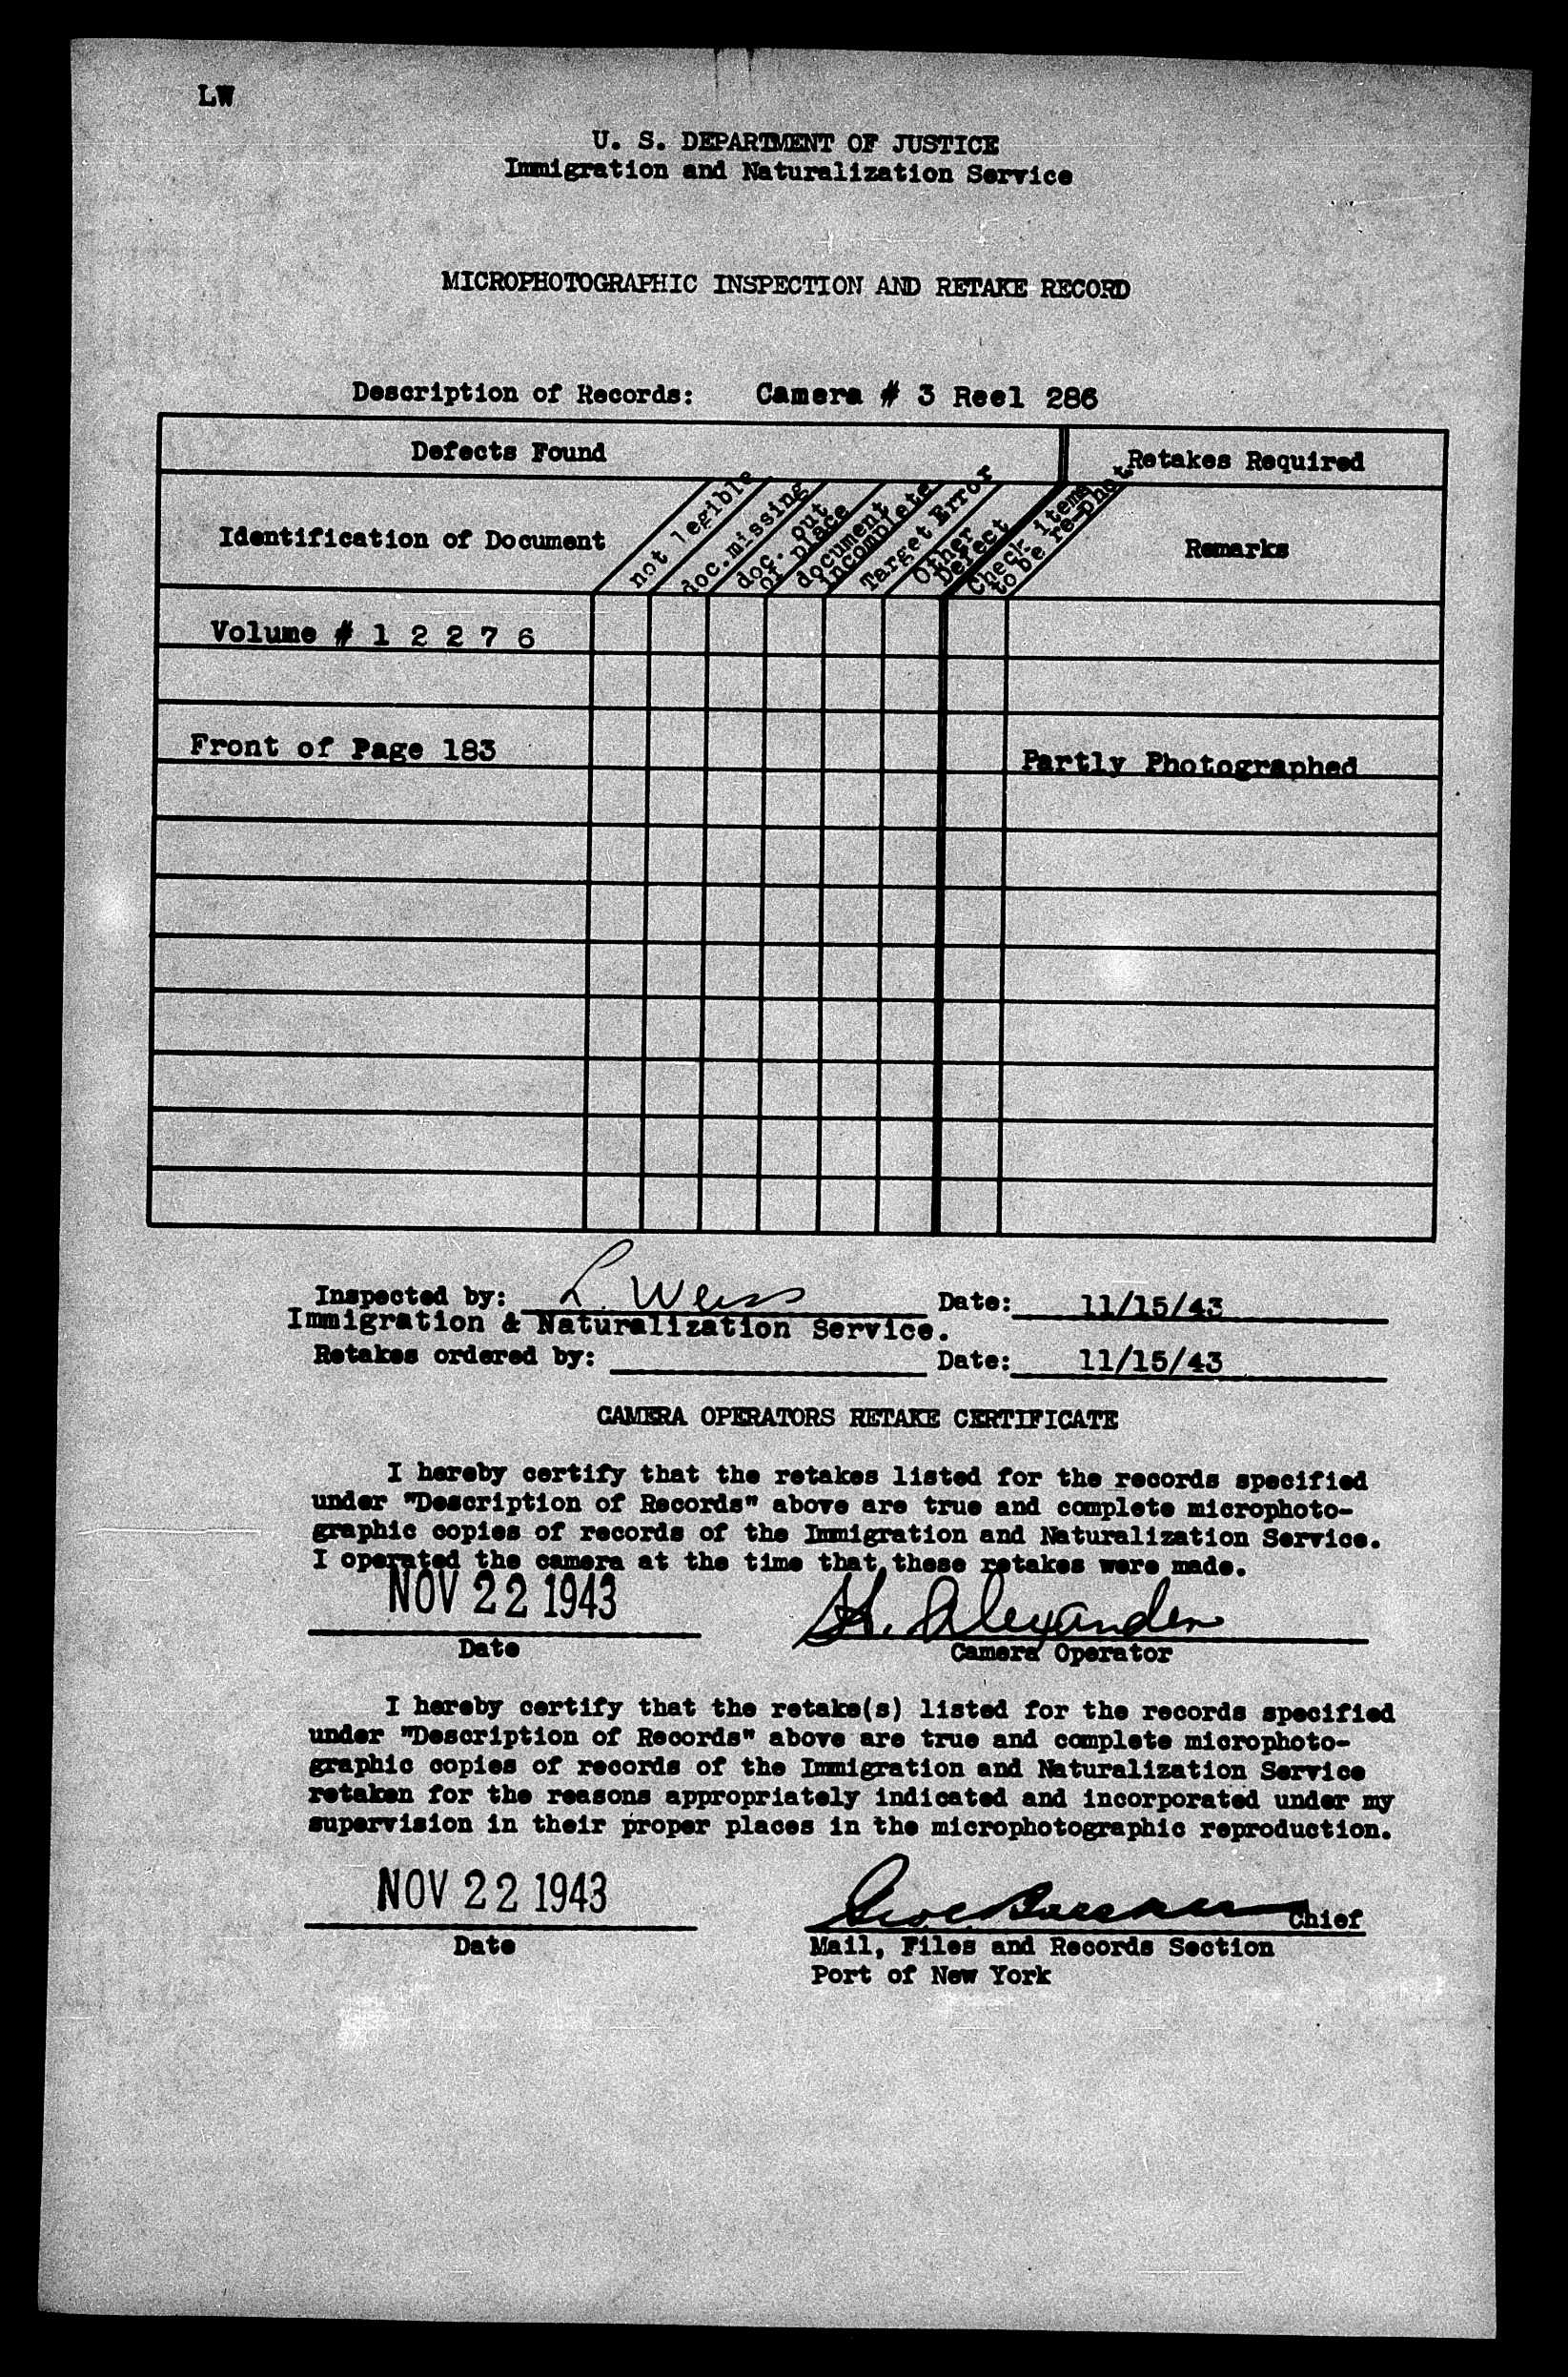 LW
U. S. DEPARTMENT OF JUSTICE
Immigration and Naturalization Service
MICROPHOTOGRAPHIC INSPECTION AND RETAKE RECORD
Description of Records: Camera # 3 Reel 286
Defects Found
Retakes Required
Identification of Document
not legible
doc.missing
doc. out
of place
document
incomplete
Target Error
Other
Defect
Check items
to be re-phot.
Remarks
Volume # 1 2 2 7 6
Front of Page 183
Partly Photographed
Inspected by: L. Weiss Date: 11/15/43
Immigration & Naturalization Service.
Retakes ordered by: Date: 11/15/43
CAMERA OPERATORS RETAKE CERTIFICATE
I hereby certify that the retakes listed for the records specified
under "Description of Records" above are true and complete microphoto-
graphic copies of records of the Immigration and Naturalization Service.
I operated the camera at the time that these retakes were made.
NOV 22 1943 H. Alexander
Date Camera Operator
I hereby certify that the retake(s) listed for the records specified
under "Description of Records" above are true and complete microphoto-
graphic copies of records of the Immigration and Naturalization Service
retaken for the reasons appropriately indicated and incorporated under my
supervision in their proper places in the microphotographic reproduction.
NOV 22 1943 Chief
Date Mail, Files and Records Section
Port of New York